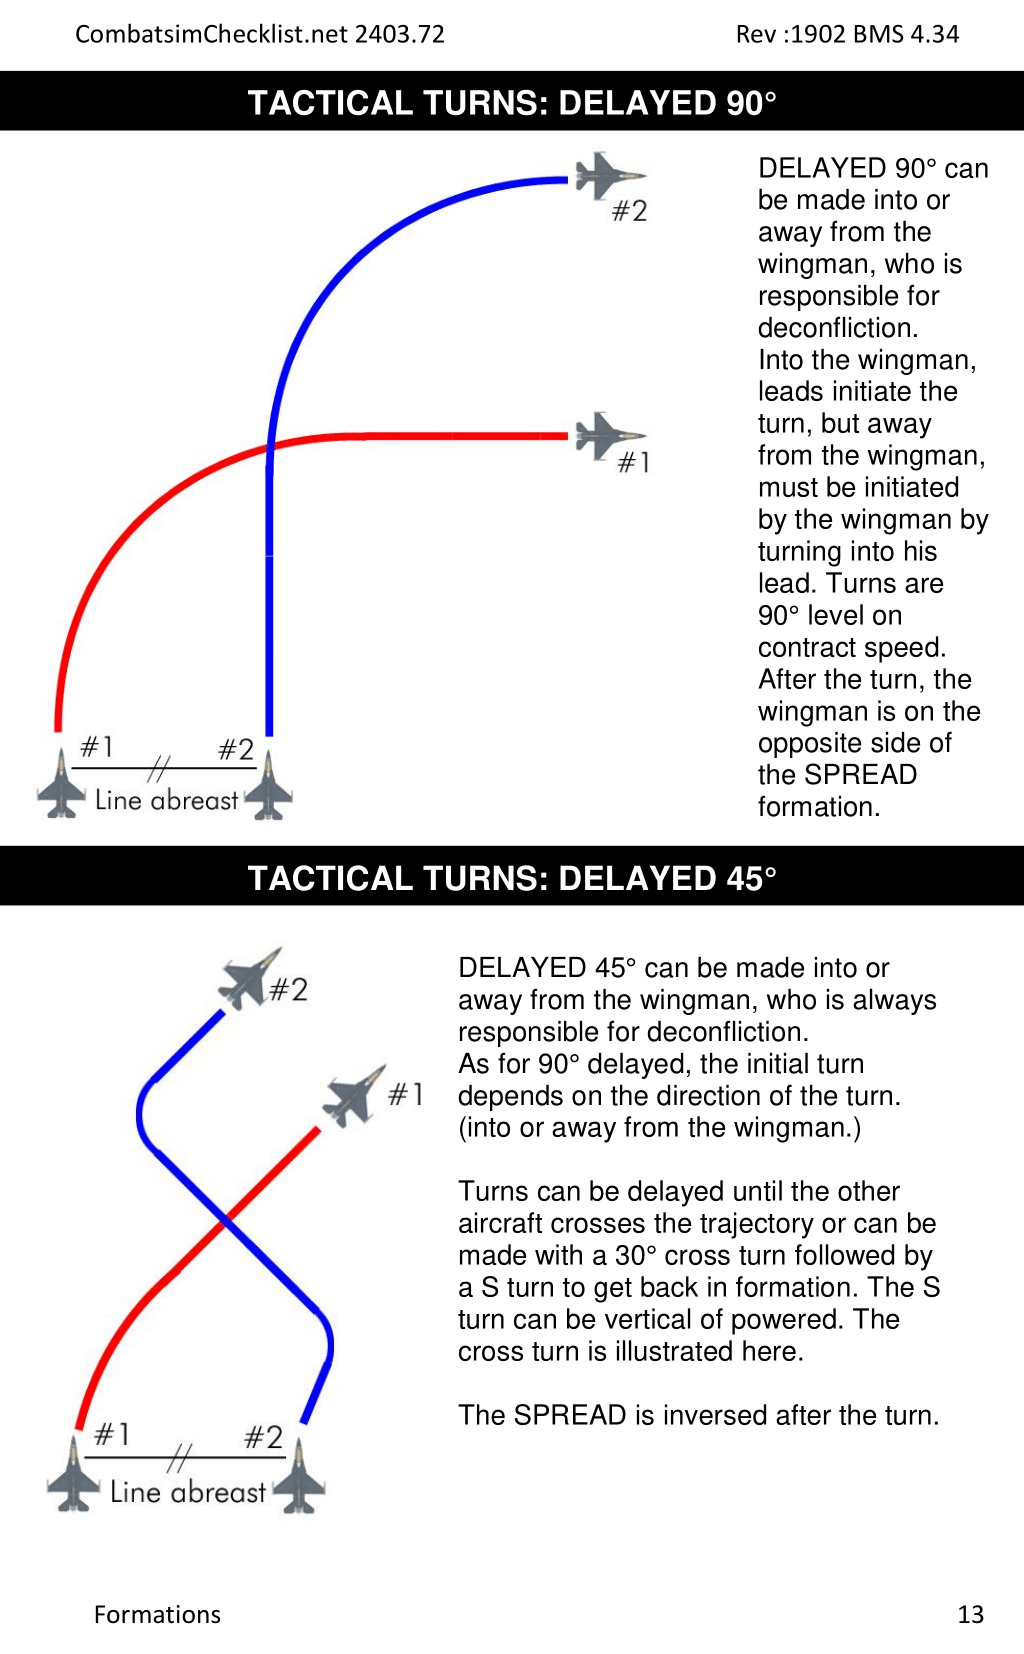 CombatsimChecklist.net 2403.72
Rev :1902 BMS 4.34
TACTICAL TURNS: DELAYED 90°
#2
#1
#1
#2
Line abreast
DELAYED 90° can
be made into or
away from the
wingman, who is
responsible for
deconfliction.
Into the wingman,
leads initiate the
turn, but away
from the wingman,
must be initiated
by the wingman by
turning into his
lead. Turns are
90° level on
contract speed.
After the turn, the
wingman is on the
opposite side of
the SPREAD
formation.
TACTICAL TURNS: DELAYED 45°
#2
#1
#1
#2
Line abreast
DELAYED 45° can be made into or
away from the wingman, who is always
responsible for deconfliction.
As for 90° delayed, the initial turn
depends on the direction of the turn.
(into or away from the wingman.)
Turns can be delayed until the other
aircraft crosses the trajectory or can be
made with a 30° cross turn followed by
a S turn to get back in formation. The S
turn can be vertical of powered. The
cross turn is illustrated here.
The SPREAD is inversed after the turn.
Formations
13